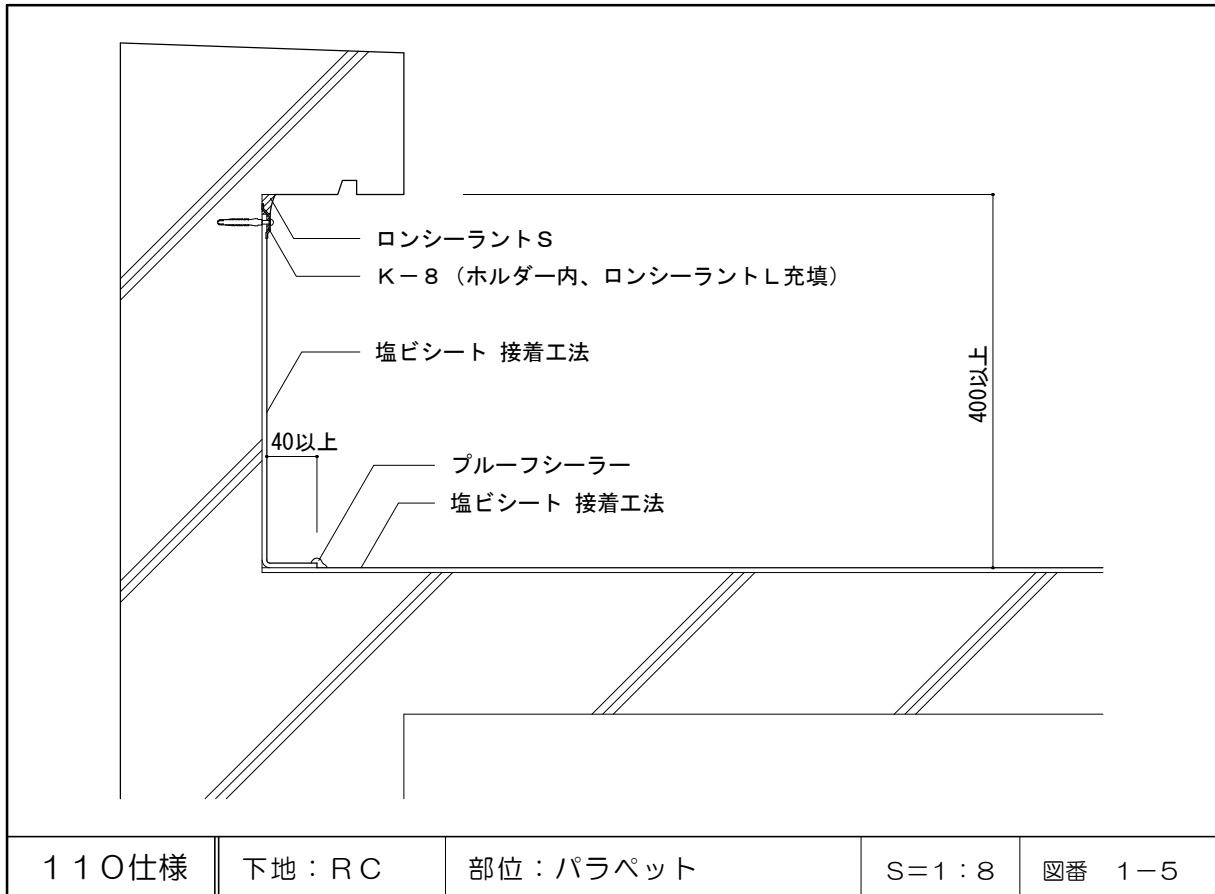 ロンシーラントＳ
Ｋ－８（ホルダー内、ロンシーラントＬ充填）
塩ビシート 接着工法
400以上
40以上
プルーフシーラー
塩ビシート 接着工法
１１０仕様 下地：ＲＣ 部位：パラペット Ｓ＝１：８ 図番 １－５